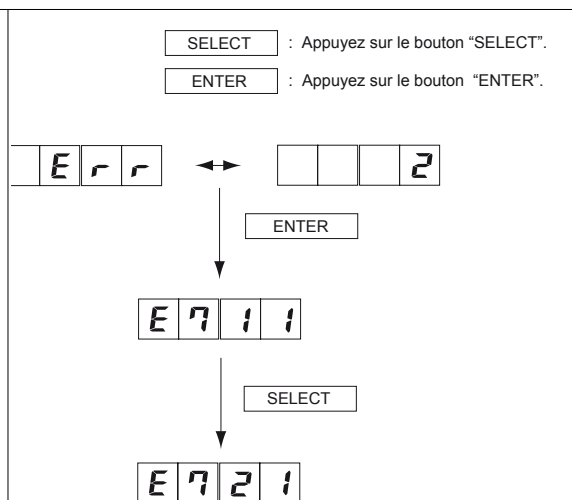 SELECT : Appuyez sur le bouton “SELECT”.
ENTER : Appuyez sur le bouton “ENTER”.
Err 2
ENTER
E711
SELECT
E721